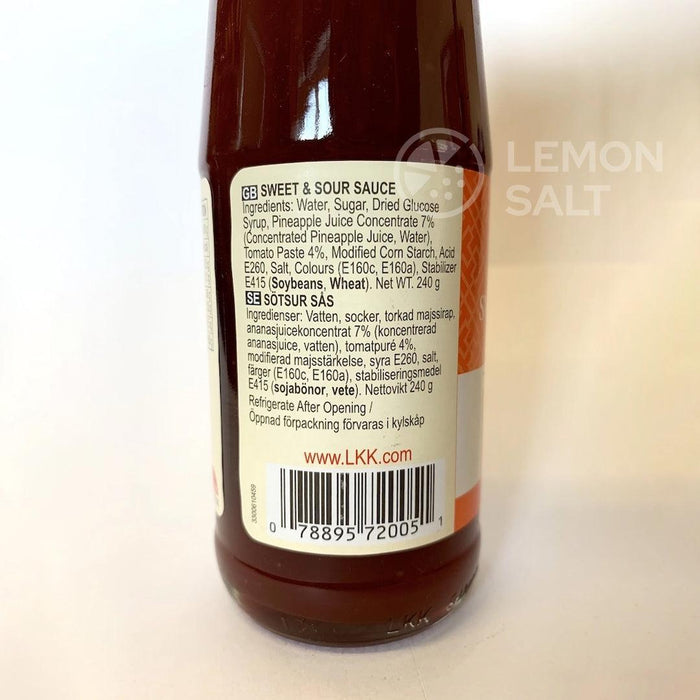 LEMON
SALT
GB SWEET & SOUR SAUCE
Ingredients: Water, Sugar, Dried Glucose
Syrup, Pineapple Juice Concentrate 7%
(Concentrated Pineapple Juice, Water),
Tomato Paste 4%, Modified Corn Starch, Acid
E260, Salt, Colours (E160c, E160a), Stabilizer
E415 (Soybeans, Wheat). Net WT. 240 g
SE SÖTSUR SÅS
Ingredienser: Vatten, socker, torkad majssirap,
ananasjuicekoncentrat 7% (koncentrerad
ananasjuice, vatten), tomatpuré 4%,
modifierad majsstärkelse, syra E260, salt,
färger (E160c, E160a), stabiliseringsmedel
E415 (sojabönor, vete). Nettovikt 240 g
Refrigerate After Opening /
Öppnad förpackning förvaras i kylskåp
www.LKK.com
3300610459
0 78895 72005 1
LKK